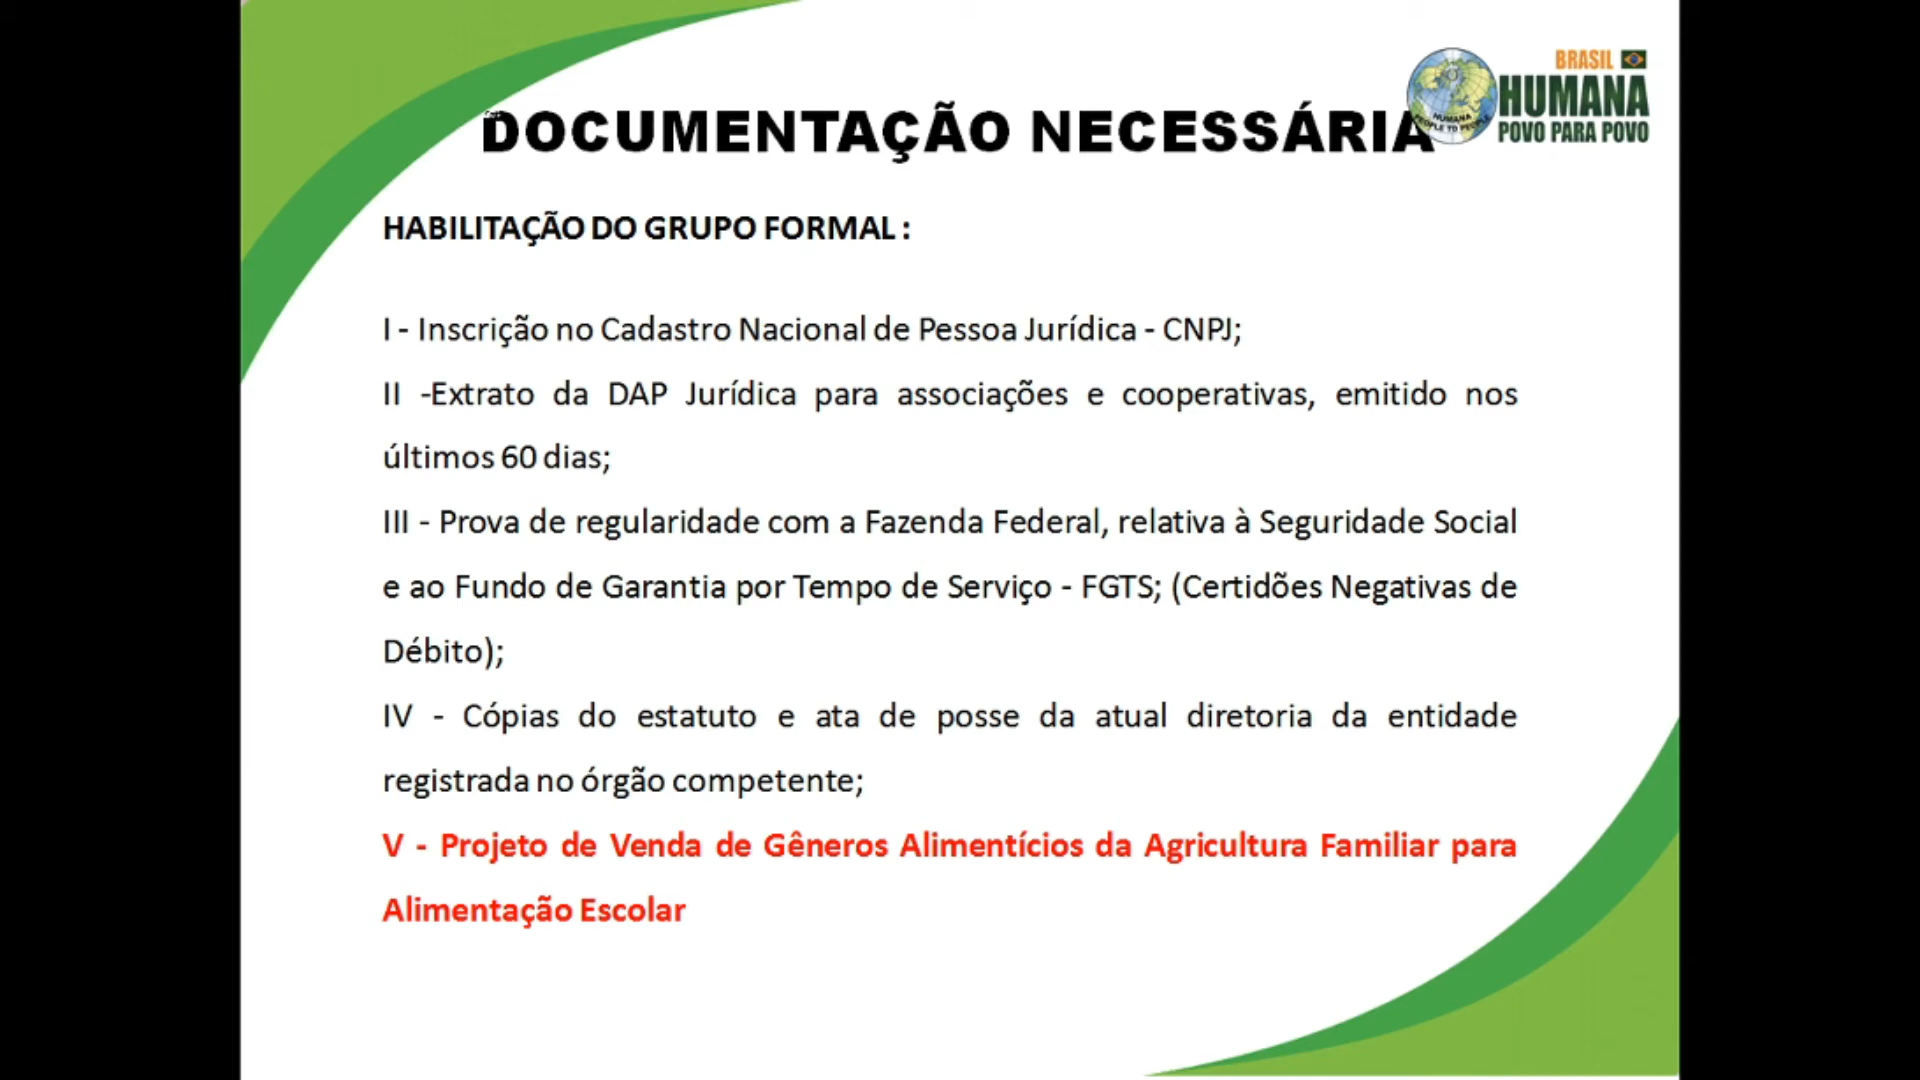 BRASIL
HUMANA
POVO PARA POVO
HUMANA
PEOPLE TO PEOPLE
DOCUMENTAÇÃO NECESSÁRIA
HABILITAÇÃO DO GRUPO FORMAL :
I - Inscrição no Cadastro Nacional de Pessoa Jurídica - CNPJ;
II -Extrato da DAP Jurídica para associações e cooperativas, emitido nos
últimos 60 dias;
III - Prova de regularidade com a Fazenda Federal, relativa à Seguridade Social
e ao Fundo de Garantia por Tempo de Serviço - FGTS; (Certidões Negativas de
Débito);
IV - Cópias do estatuto e ata de posse da atual diretoria da entidade
registrada no órgão competente;
V - Projeto de Venda de Gêneros Alimentícios da Agricultura Familiar para
Alimentação Escolar